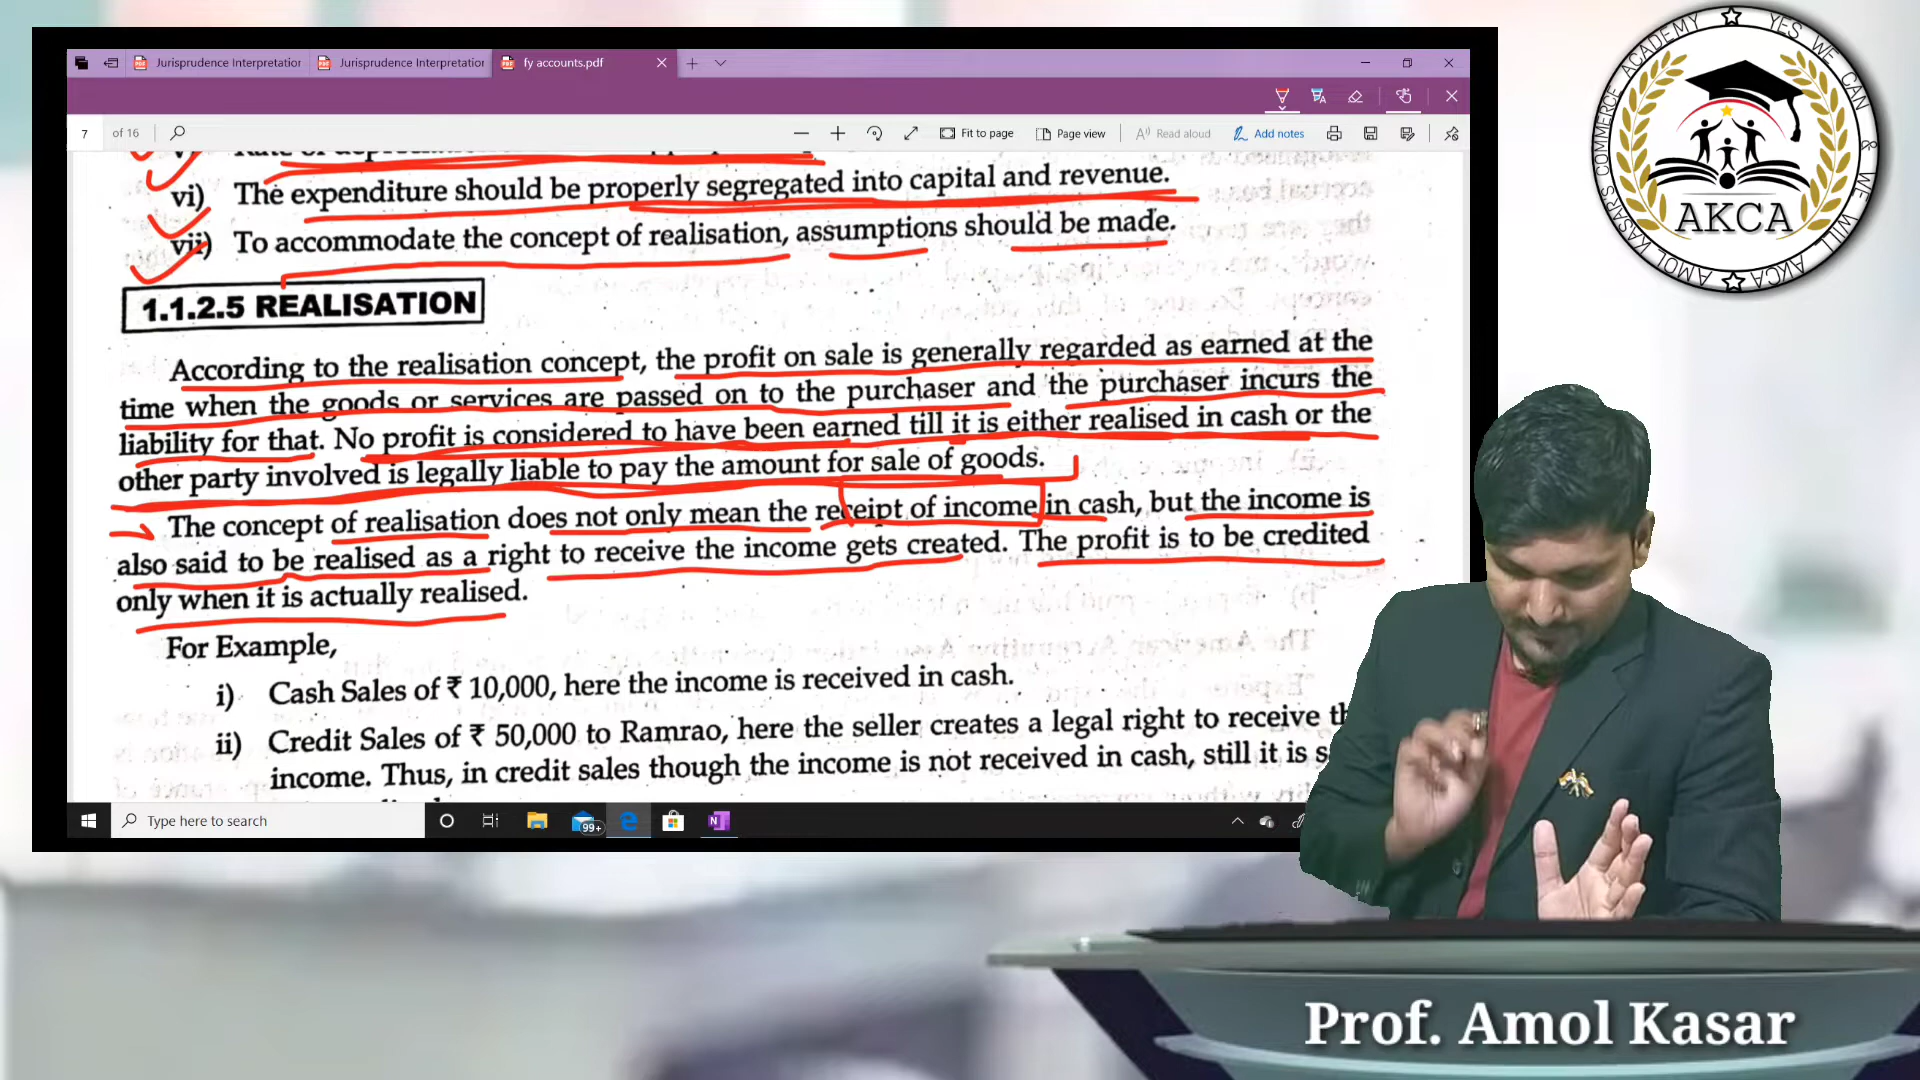 Jurisprudence Interpretation
Jurisprudence Interpretation
fy accounts.pdf
7 of 16
Fit to page
Page view
Read aloud
Add notes
vi) The expenditure should be properly segregated into capital and revenue.
vii) To accommodate the concept of realisation, assumptions should be made.
1.1.2.5 REALISATION
According to the realisation concept, the profit on sale is generally regarded as earned at the
time when the goods or services are passed on to the purchaser and the purchaser incurs the
liability for that. No profit is considered to have been earned till it is either realised in cash or the
other party involved is legally liable to pay the amount for sale of goods.
The concept of realisation does not only mean the receipt of income in cash, but the income is
also said to be realised as a right to receive the income gets created. The profit is to be credited
only when it is actually realised.
For Example,
i) Cash Sales of ₹ 10,000, here the income is received in cash.
ii) Credit Sales of ₹ 50,000 to Ramrao, here the seller creates a legal right to receive
income. Thus, in credit sales though the income is not received in cash, still it is
Type here to search
99+
AMOL KASAR'S COMMERCE ACADEMY
YES WE CAN & WE WILL
AKCA
AKCA
Prof. Amol Kasar